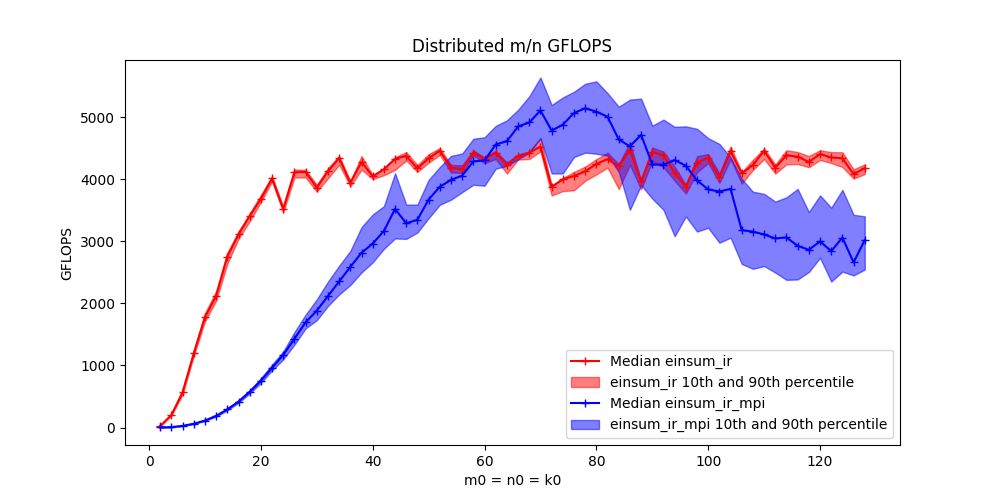 Distributed m/n GFLOPS
GFLOPS
5000
4000
3000
2000
1000
0
0 20 40 60 80 100 120
m0 = n0 = k0
Median einsum_ir
einsum_ir 10th and 90th percentile
Median einsum_ir_mpi
einsum_ir_mpi 10th and 90th percentile